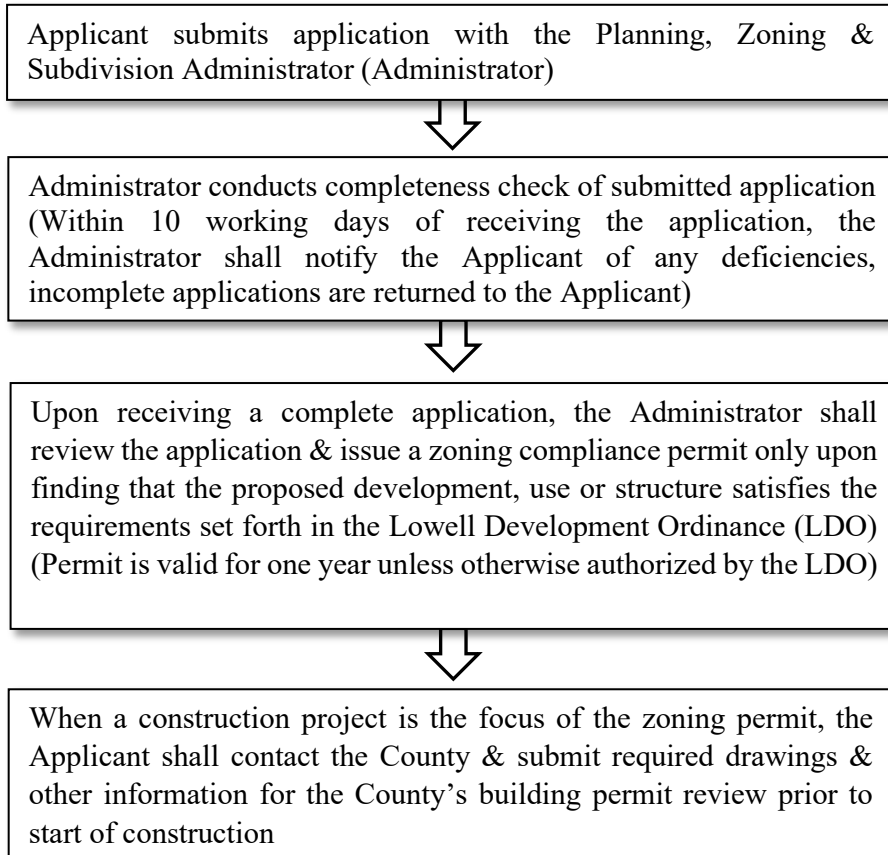 Applicant submits application with the Planning, Zoning &
Subdivision Administrator (Administrator)
Administrator conducts completeness check of submitted application
(Within 10 working days of receiving the application, the
Administrator shall notify the Applicant of any deficiencies,
incomplete applications are returned to the Applicant)
Upon receiving a complete application, the Administrator shall
review the application & issue a zoning compliance permit only upon
finding that the proposed development, use or structure satisfies the
requirements set forth in the Lowell Development Ordinance (LDO)
(Permit is valid for one year unless otherwise authorized by the LDO)
When a construction project is the focus of the zoning permit, the
Applicant shall contact the County & submit required drawings &
other information for the County’s building permit review prior to
start of construction